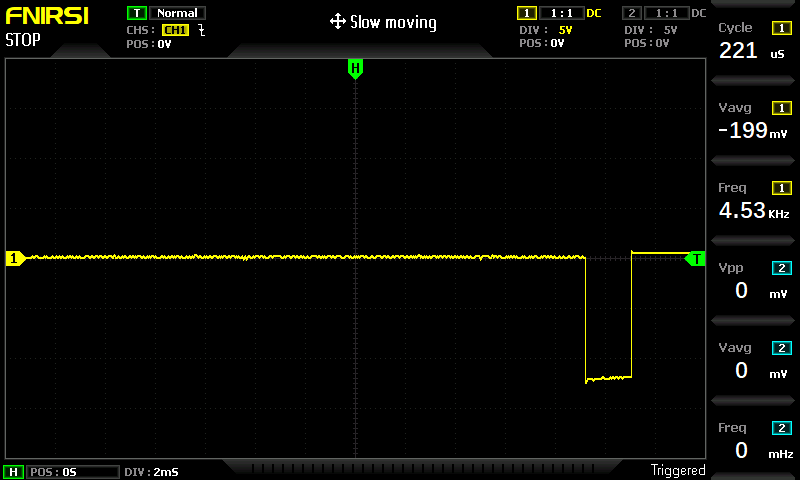 FNIRSI
STOP
T Normal
CHS: CH1
POS: 0V
Slow moving
1 1:1 DC
DIV: 5V
POS: 0V
2 1:1 DC
DIV: 5V
POS: 0V
H
1
T
Cycle 1
221 uS
Vavg 1
-199 mV
Freq 1
4.53 KHz
Vpp 2
0 mV
Vavg 2
0 mV
Freq 2
0 mHz
H POS: 0S DIV: 2mS
Triggered